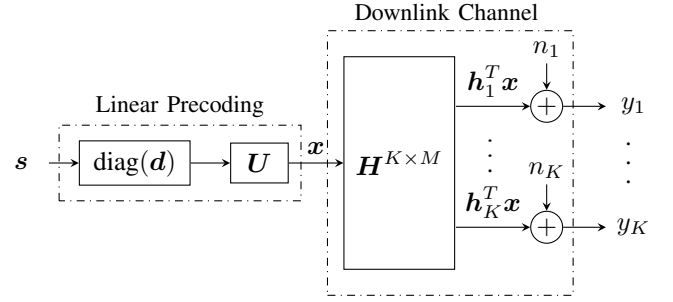 Downlink Channel
Linear Precoding
s
diag(d)
U
x
H^{K×M}
h_1^T x
n_1
y_1
⋮
⋮
h_K^T x
n_K
y_K